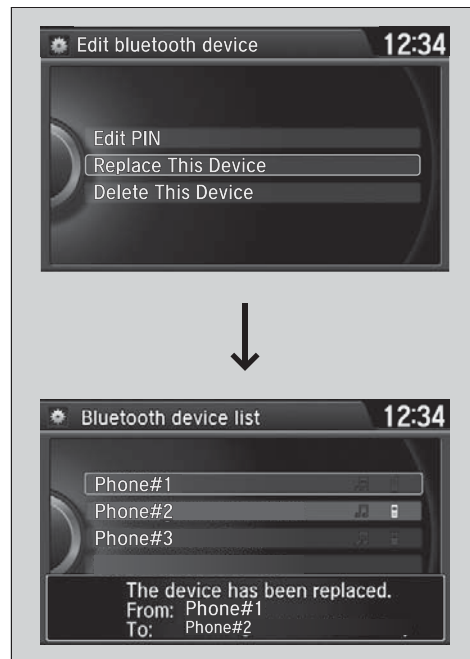 Edit bluetooth device 12:34
Edit PIN
Replace This Device
Delete This Device
Bluetooth device list 12:34
Phone#1
Phone#2
Phone#3
The device has been replaced.
From: Phone#1
To: Phone#2